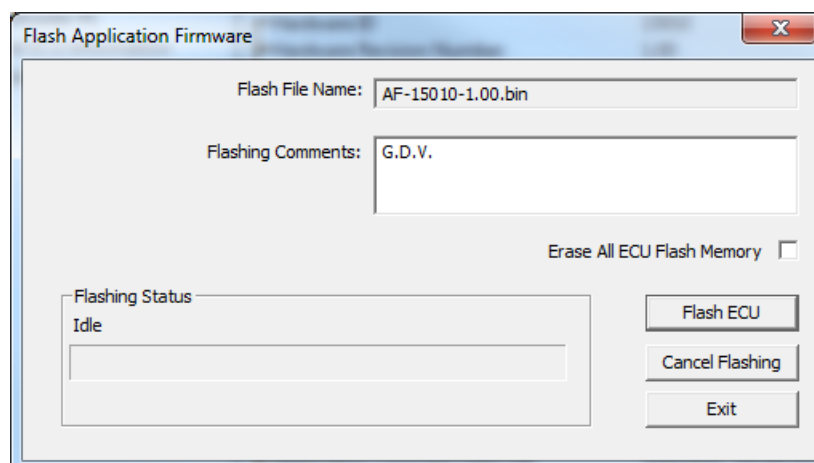 Flash Application Firmware
Flash File Name: AF-15010-1.00.bin
Flashing Comments: G.D.V.
Erase All ECU Flash Memory
Flashing Status
Idle
Flash ECU
Cancel Flashing
Exit